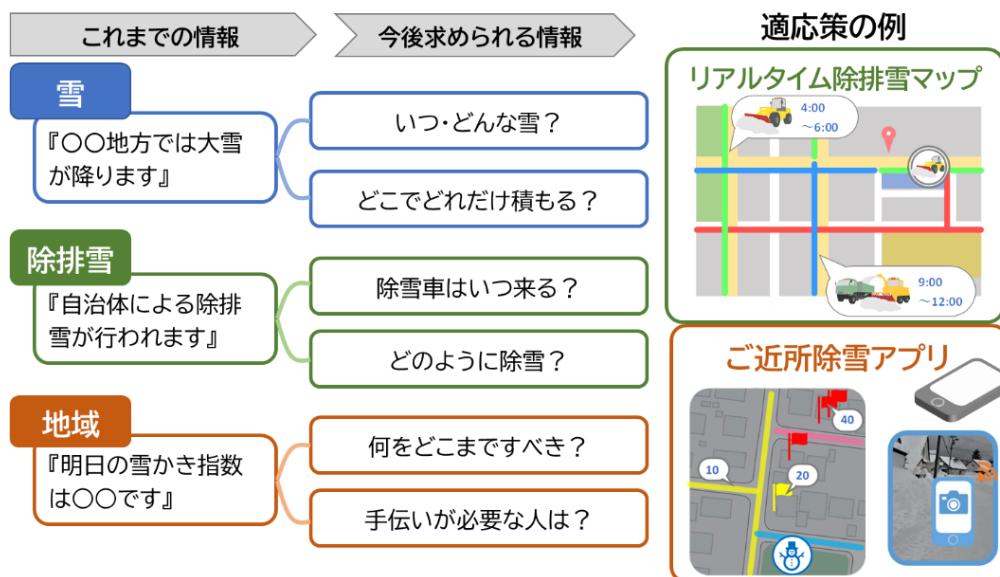 これまでの情報
今後求められる情報
適応策の例
雪
『〇〇地方では大雪
が降ります』
いつ・どんな雪？
どこでどれだけ積もる？
除排雪
『自治体による除排
雪が行われます』
除雪車はいつ来る？
どのように除雪？
地域
『明日の雪かき指数
は〇〇です』
何をどこまですべき？
手伝いが必要な人は？
リアルタイム除排雪マップ
4:00
～6:00
9:00
～12:00
ご近所除雪アプリ
40
10
20